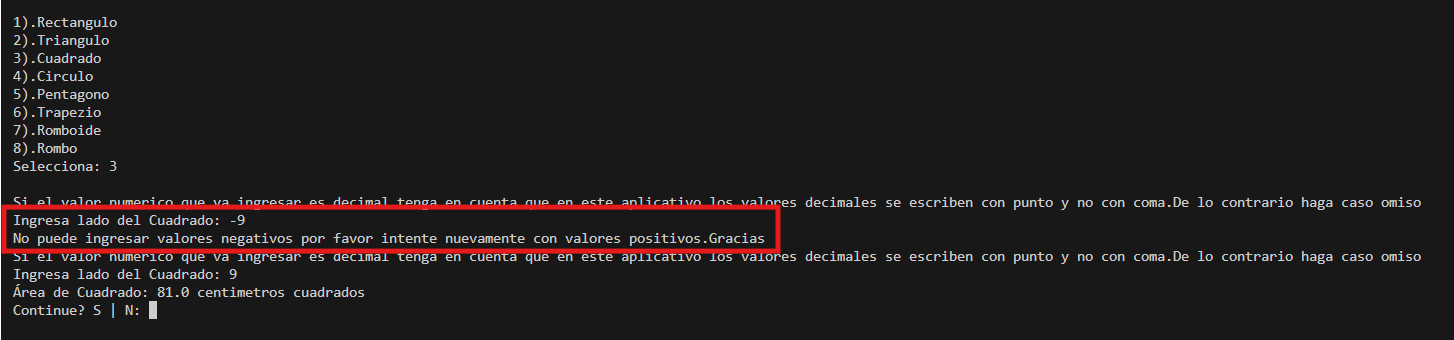 1).Rectangulo
2).Triangulo
3).Cuadrado
4).Circulo
5).Pentagono
6).Trapezio
7).Romboide
8).Rombo
Selecciona: 3
Si el valor numerico que va ingresar es decimal tenga en cuenta que en este aplicativo los valores decimales se escriben con punto y no con coma.De lo contrario haga caso omiso
Ingresa lado del Cuadrado: -9
No puede ingresar valores negativos por favor intente nuevamente con valores positivos.Gracias
Si el valor numerico que va ingresar es decimal tenga en cuenta que en este aplicativo los valores decimales se escriben con punto y no con coma.De lo contrario haga caso omiso
Ingresa lado del Cuadrado: 9
Área de Cuadrado: 81.0 centimetros cuadrados
Continue? S | N: